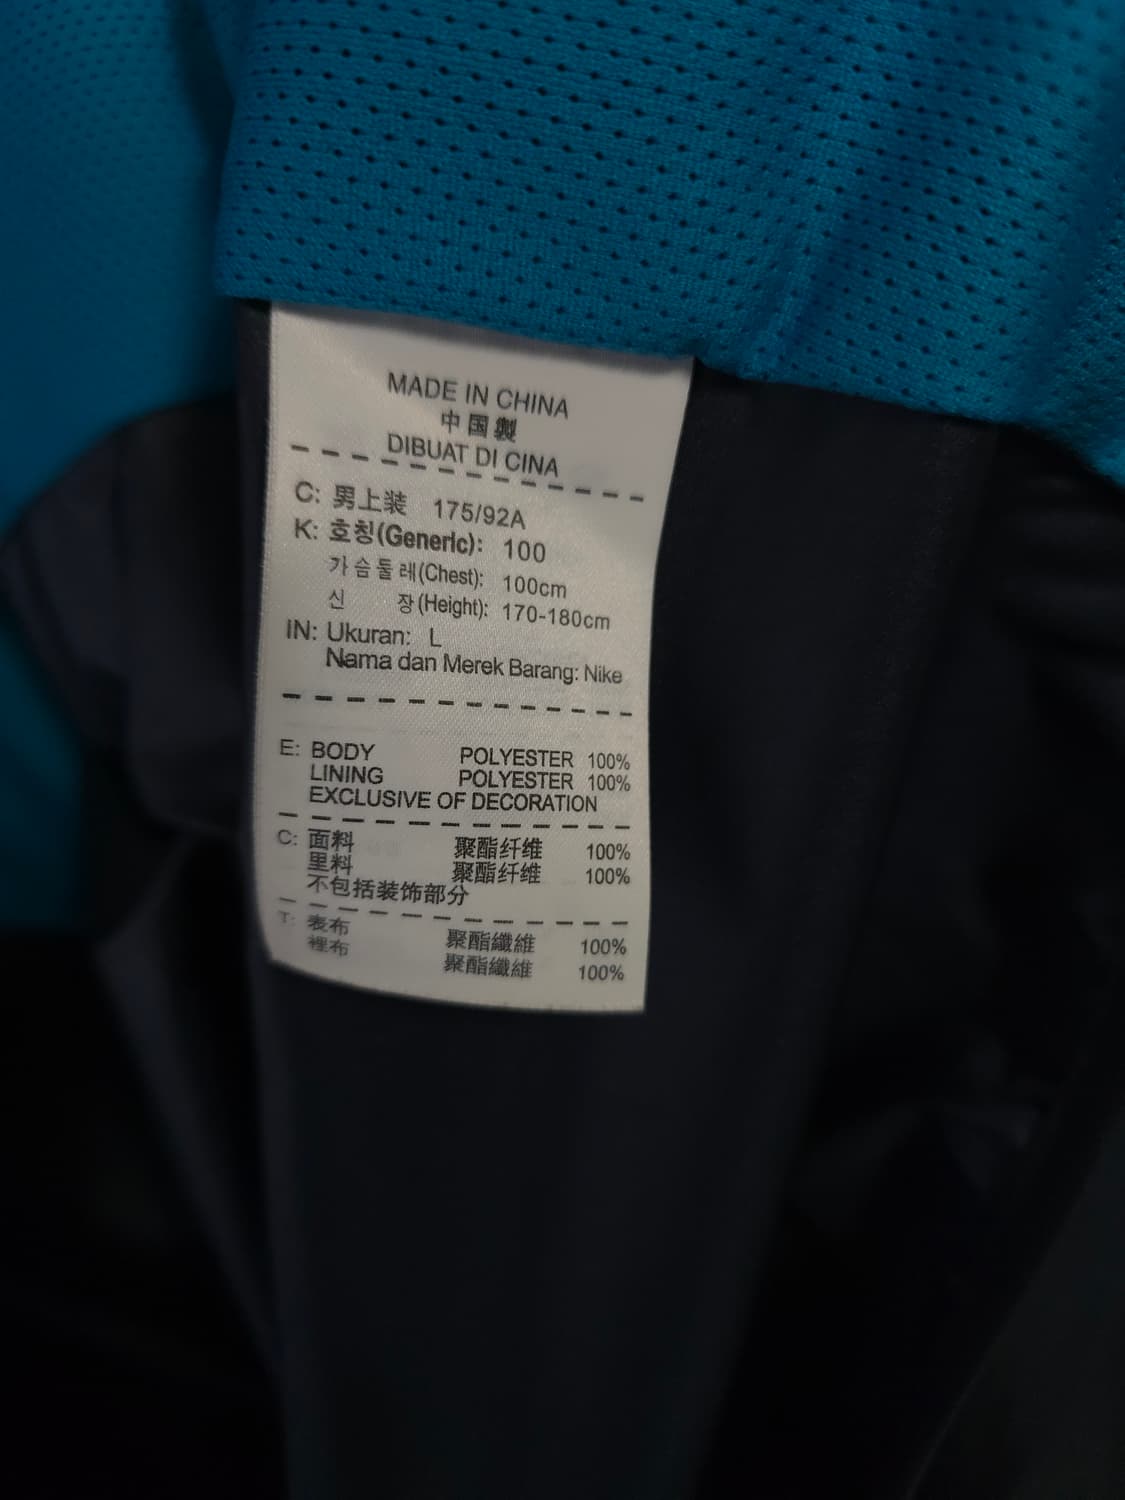 MADE IN CHINA
中国製
DIBUAT DI CINA
C: 男上装 175/92A
K: 호칭(Generic): 100
가슴둘레(Chest): 100cm
신 장(Height): 170-180cm
IN: Ukuran: L
Nama dan Merek Barang: Nike
E: BODY POLYESTER 100%
LINING POLYESTER 100%
EXCLUSIVE OF DECORATION
C: 面料 聚酯纤维 100%
里料 聚酯纤维 100%
不包括装饰部分
T: 表布 聚酯纖維 100%
裡布 聚酯纖維 100%